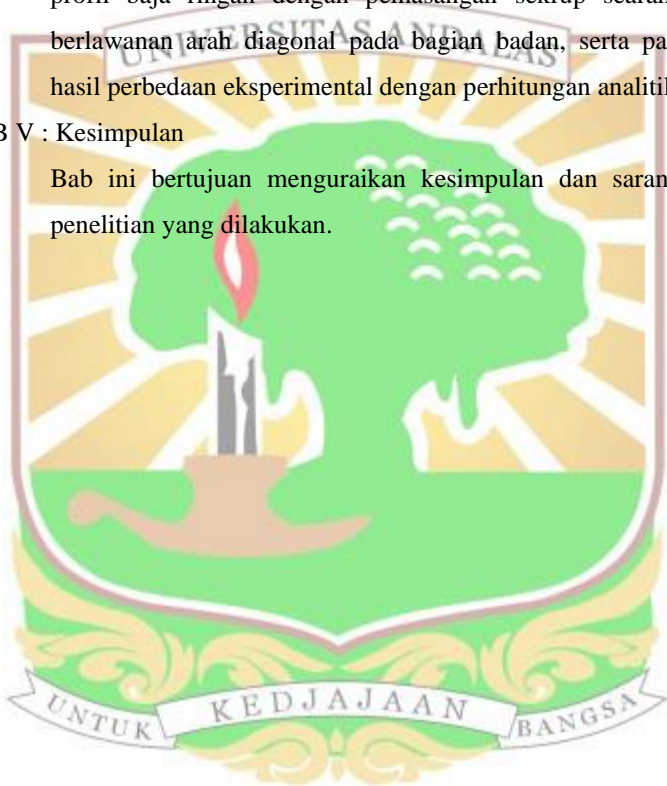 profil baja ringan dengan pemasangan sekrup searah
berlawanan arah diagonal pada bagian badan, serta pa
UNIVERSITAS ANDALAS
hasil perbedaan eksperimental dengan perhitungan analitik
B V : Kesimpulan
Bab ini bertujuan menguraikan kesimpulan dan saran
penelitian yang dilakukan.
UNTUK KEDJAJAAN BANGSA